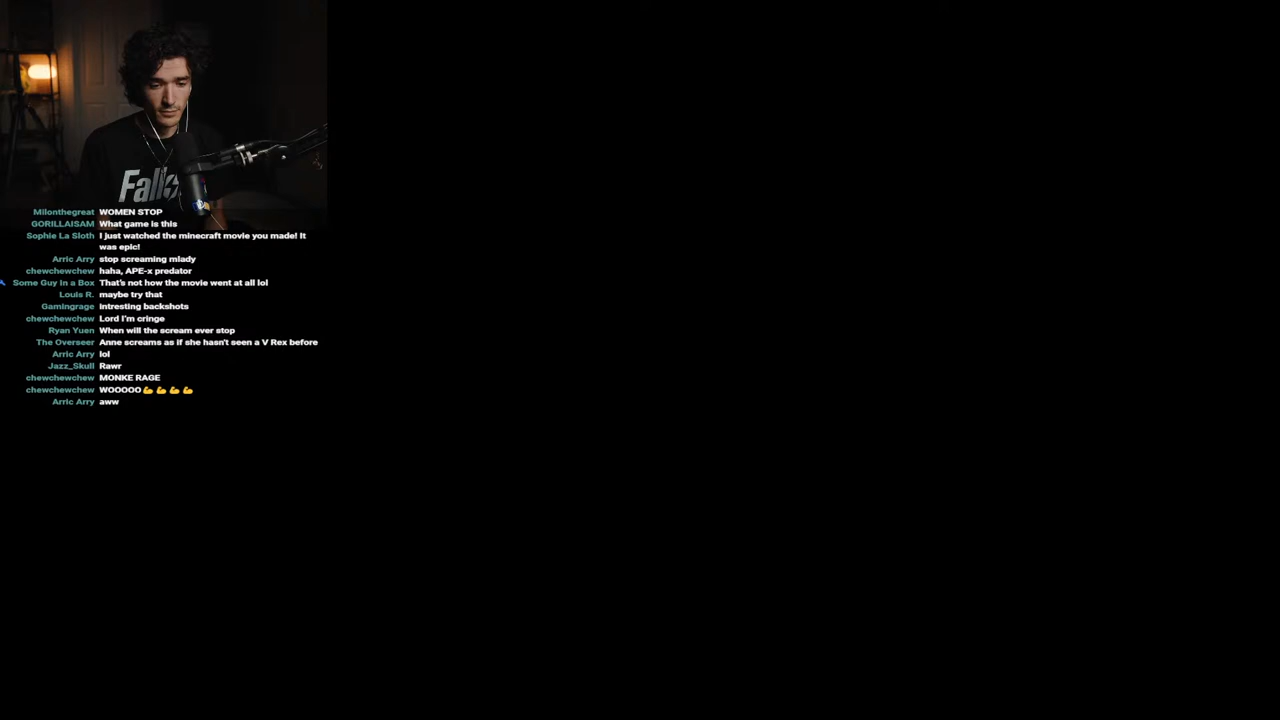 Fallo
Milonthegreat WOMEN STOP
GORILLAISAM What game is this
Sophie La Sloth I just watched the minecraft movie you made! It
was epic!
Arric Arry stop screaming mlady
chewchewchew haha, APE-x predator
Some Guy in a Box That's not how the movie went at all lol
Louis R. maybe try that
Gamingrage intresting backshots
chewchewchew Lord I'm cringe
Ryan Yuen When will the scream ever stop
The Overseer Anne screams as if she hasn't seen a V Rex before
Arric Arry lol
Jazz_Skull Rawr
chewchewchew MONKE RAGE
chewchewchew WOOOOO💪💪💪💪
Arric Arry aww